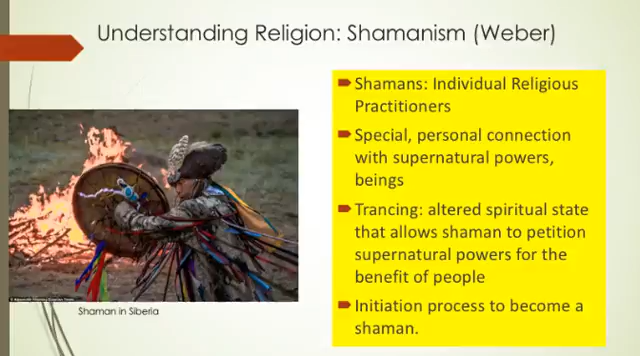 Understanding Religion: Shamanism (Weber)
Shamans: Individual Religious
Practitioners
Special, personal connection
with supernatural powers,
beings
Trancing: altered spiritual state
that allows shaman to petition
supernatural powers for the
benefit of people
Initiation process to become a
shaman.
Shaman in Siberia